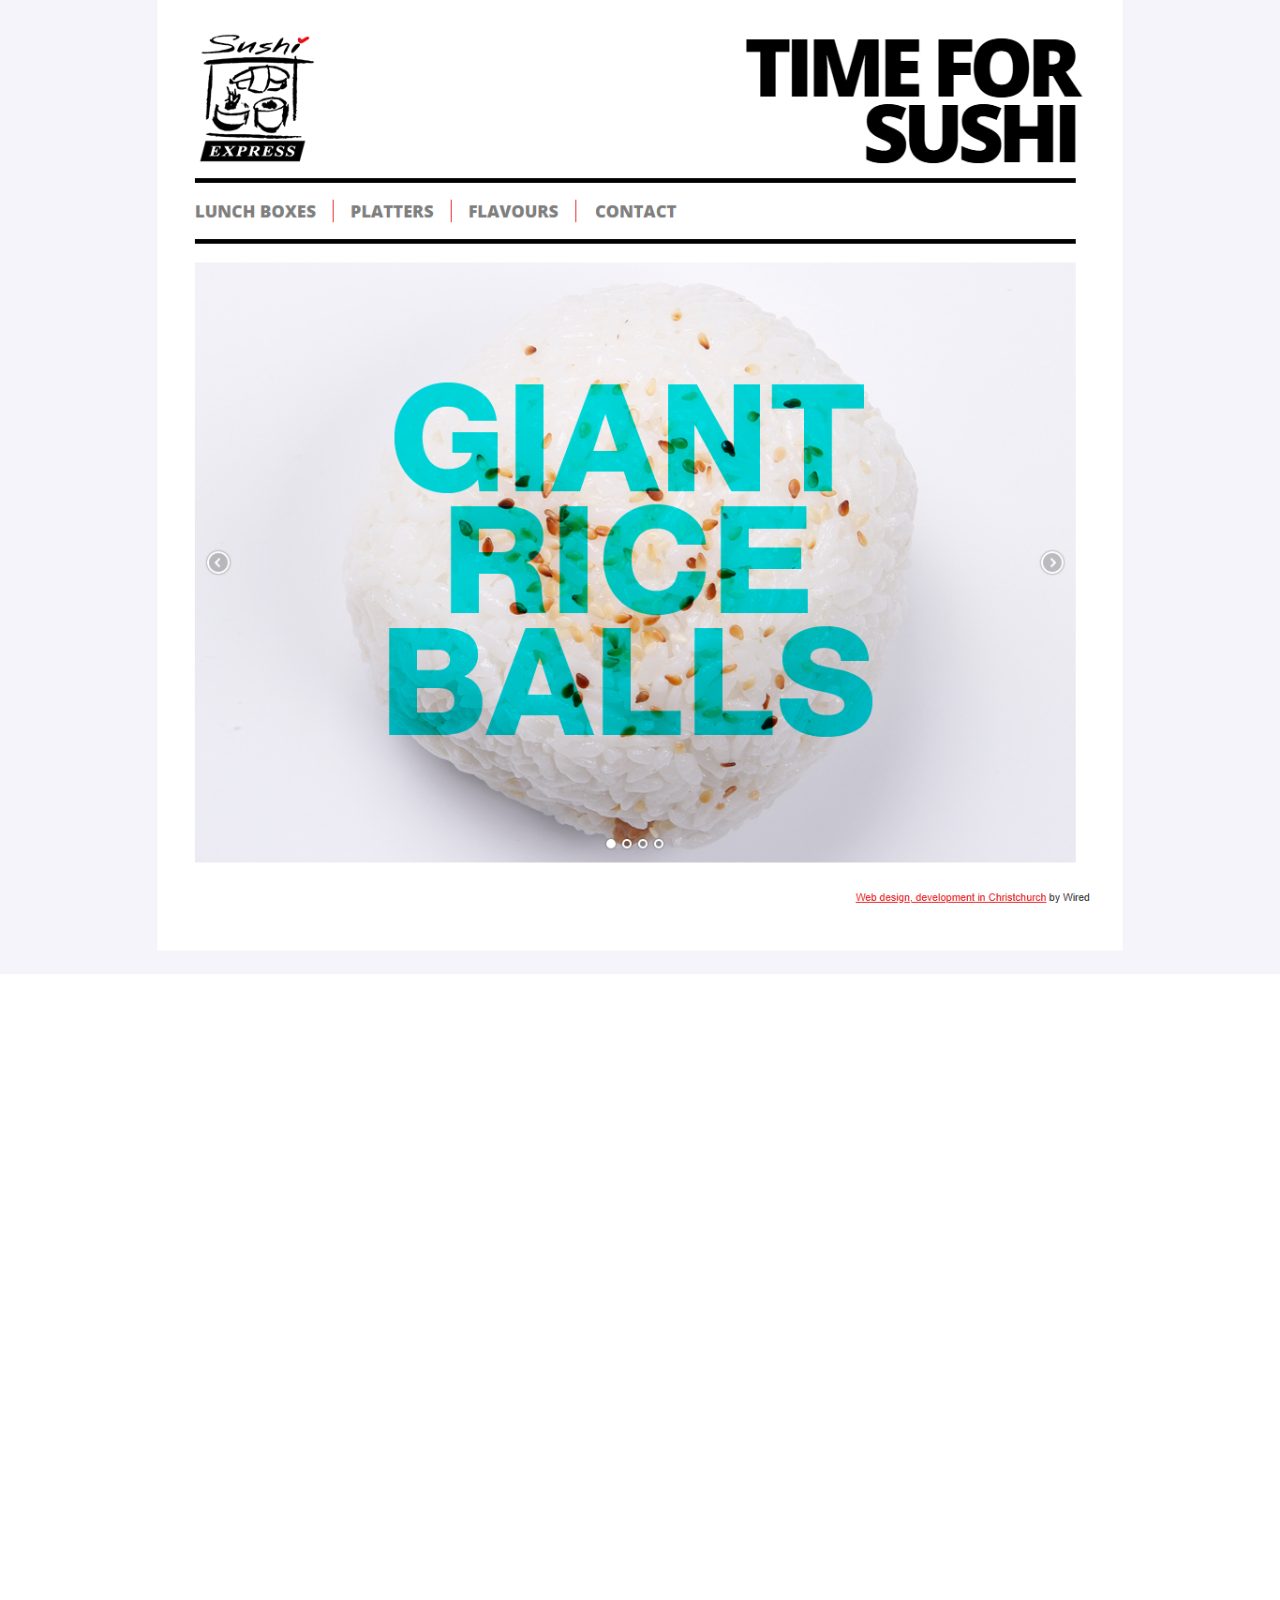 Sushi
EXPRESS
TIME FOR
SUSHI
LUNCH BOXES
PLATTERS
FLAVOURS
CONTACT
GIANT
RICE
BALLS
Web design, development in Christchurch by Wired